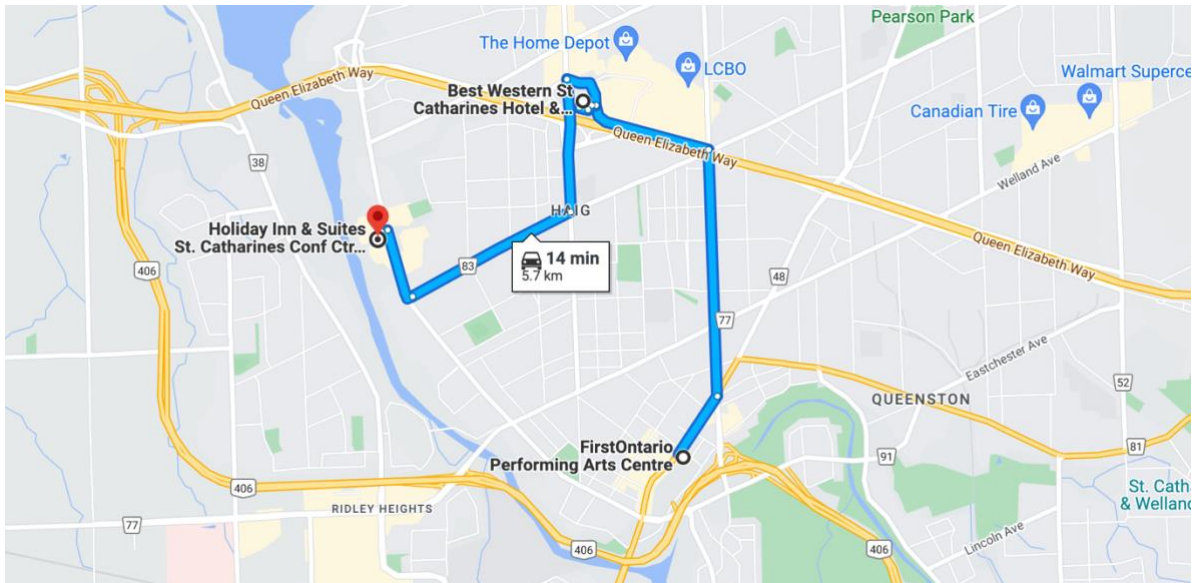 Pearson Park
The Home Depot
LCBO
Walmart Superce
Queen Elizabeth Way
Best Western St
Catharines Hotel &...
Canadian Tire
Queen Elizabeth Way
38
Welland Ave
HAIG
Holiday Inn & Suites
St. Catharines Conf Ctr...
14 min
5.7 km
83
406
48
Queen Elizabeth Way
77
Eastchester Ave
52
QUEENSTON
FirstOntario
Performing Arts Centre
91
81
406
St. Cath
& Welland
RIDLEY HEIGHTS
77
406
406
Lincoln Ave